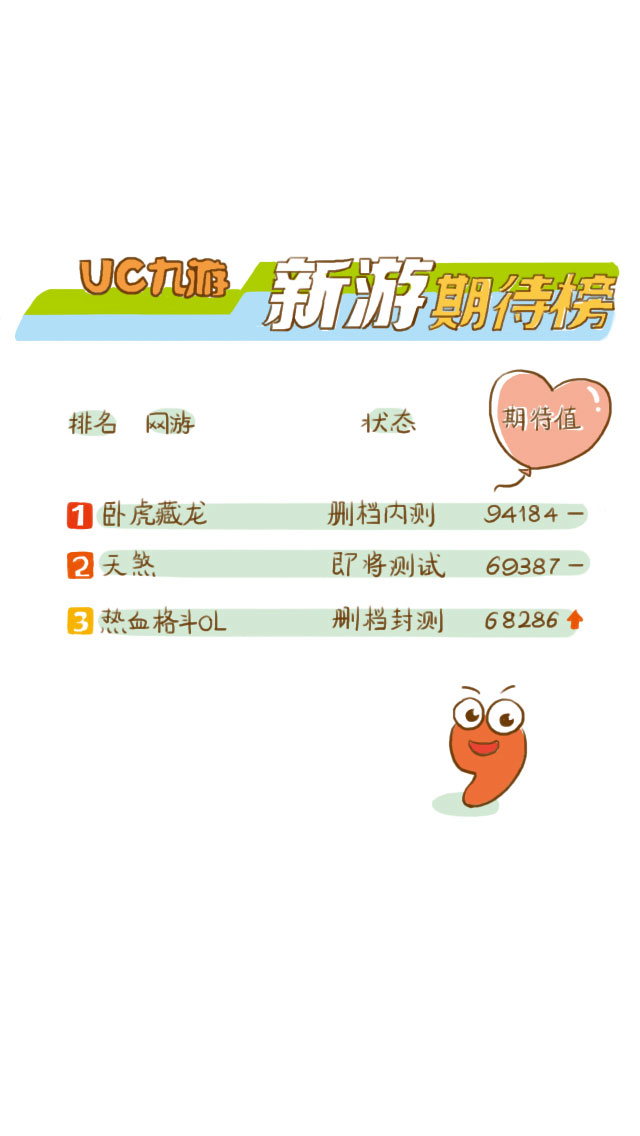 UC九游 新游期待榜
排名 网游 状态 期待值
1 卧虎藏龙 删档内测 94184 —
2 天煞 即将测试 69387 —
3 热血格斗OL 删档封测 68286 ↑